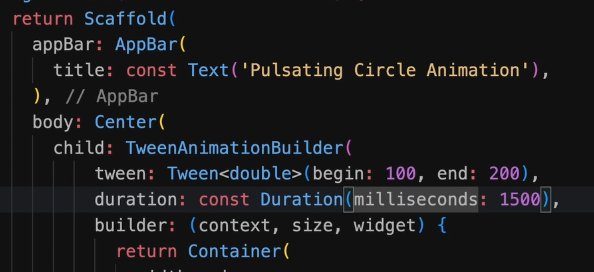 return Scaffold(
appBar: AppBar(
title: const Text('Pulsating Circle Animation'),
), // AppBar
body: Center(
child: TweenAnimationBuilder(
tween: Tween<double>(begin: 100, end: 200),
duration: const Duration(milliseconds: 1500),
builder: (context, size, widget) {
return Container(